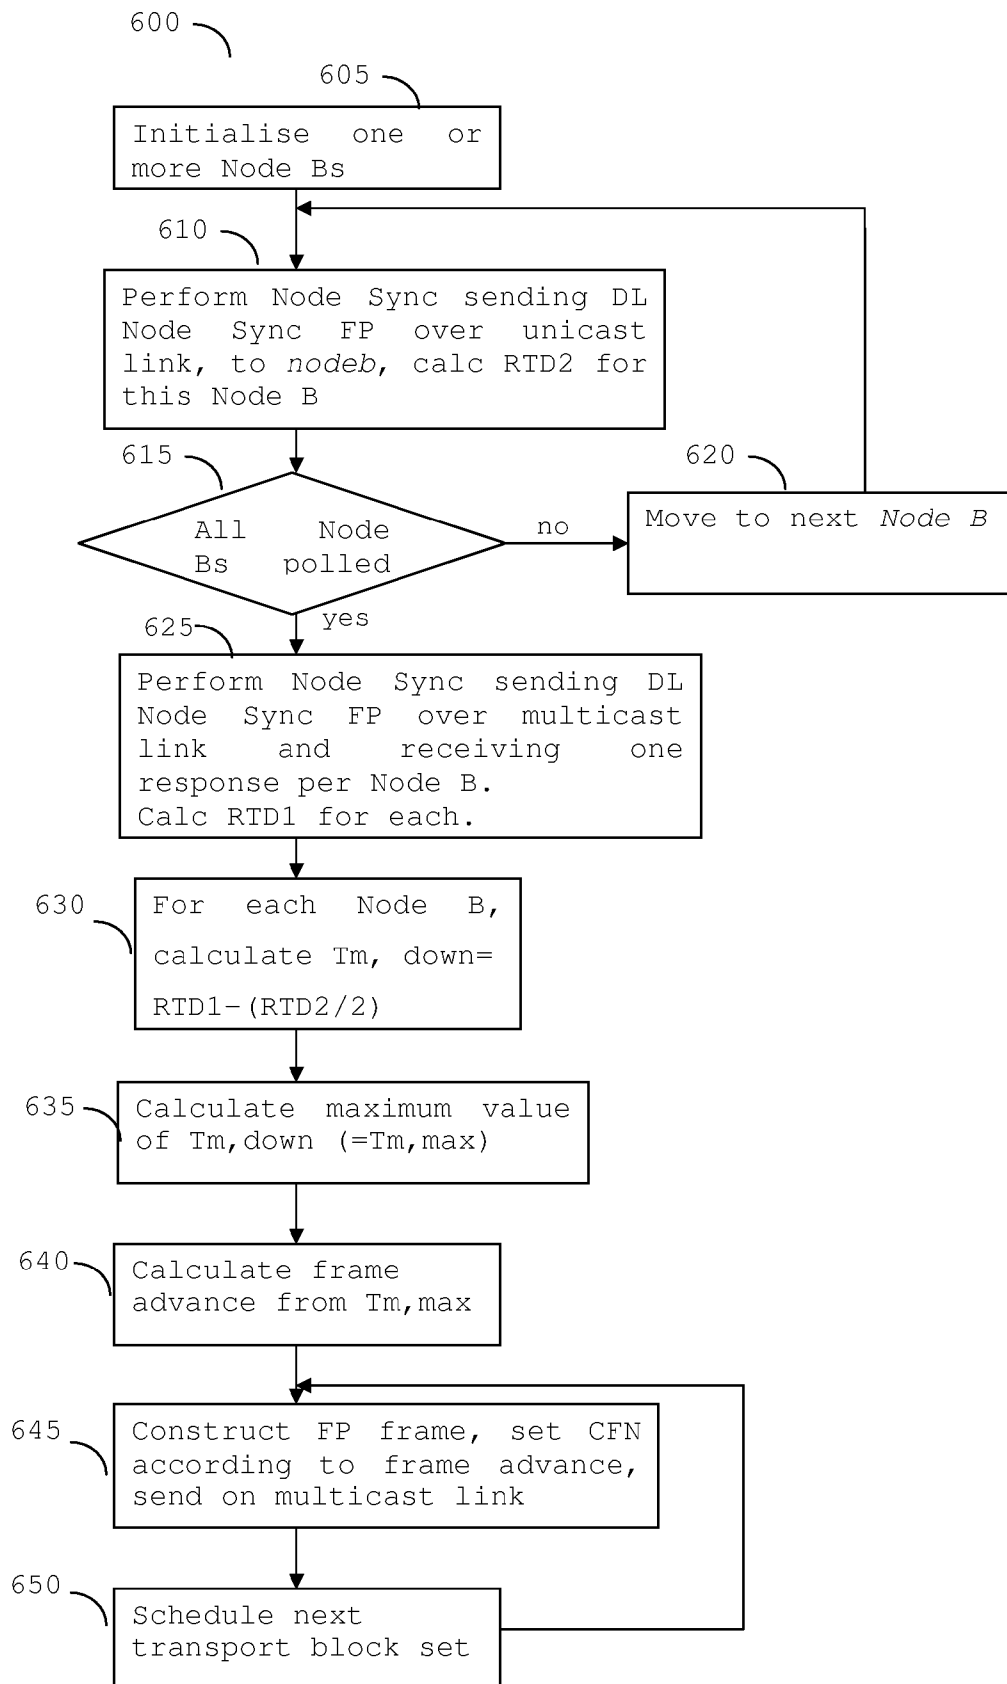 600
605
Initialise one or
more Node Bs
610
Perform Node Sync sending DL
Node Sync FP over unicast
link, to nodeb, calc RTD2 for
this Node B
615
620
All Node
Bs polled
no
Move to next Node B
yes
625
Perform Node Sync sending DL
Node Sync FP over multicast
link and receiving one
response per Node B.
Calc RTD1 for each.
630
For each Node B,
calculate Tm, down=
RTD1-(RTD2/2)
635
Calculate maximum value
of Tm,down (=Tm,max)
640
Calculate frame
advance from Tm,max
645
Construct FP frame, set CFN
according to frame advance,
send on multicast link
650
Schedule next
transport block set